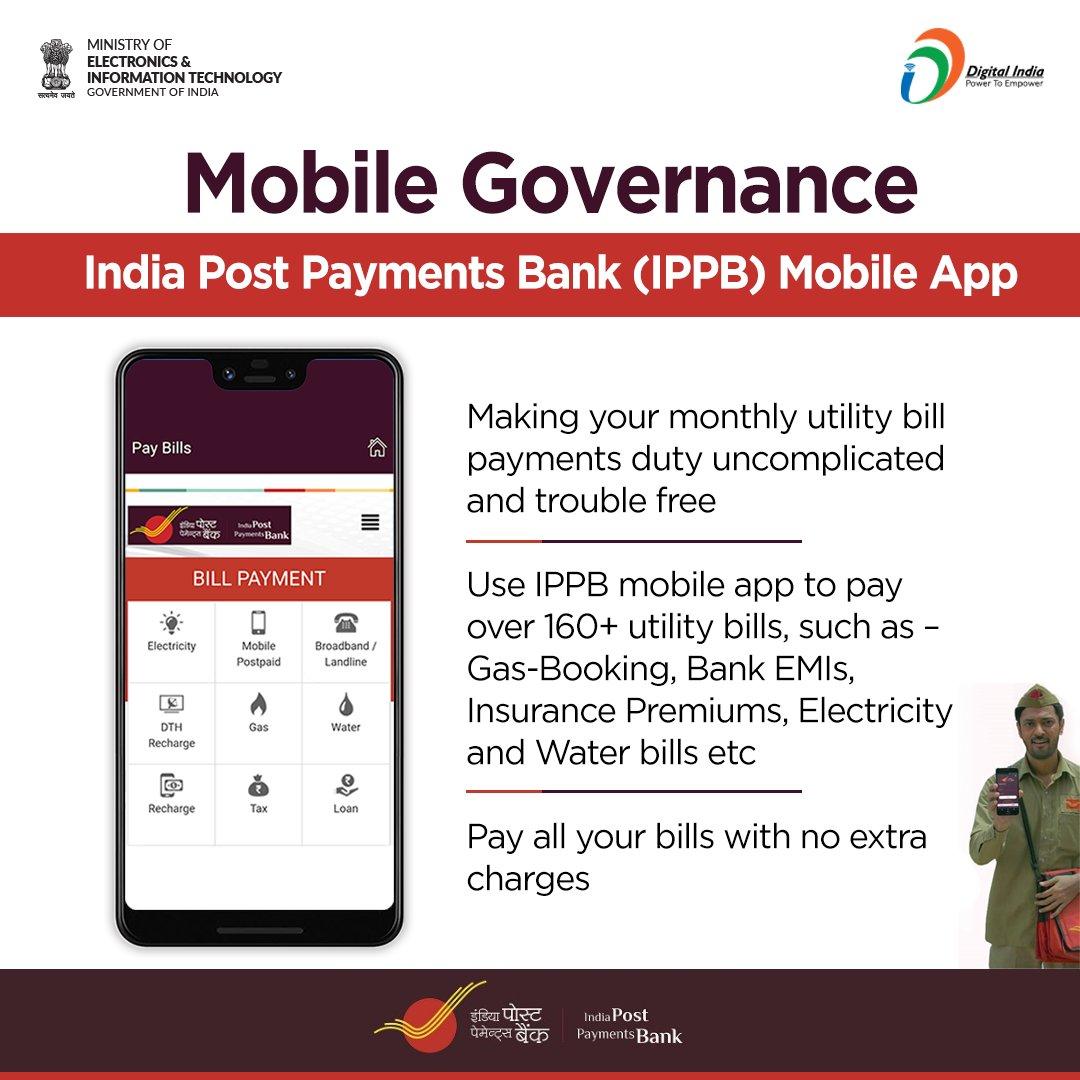 MINISTRY OF
ELECTRONICS &
INFORMATION TECHNOLOGY
GOVERNMENT OF INDIA
सत्यमेव जयते
Digital India
Power To Empower
Mobile Governance
India Post Payments Bank (IPPB) Mobile App
Pay Bills
इंडिया पोस्ट
पेमेन्ट्स बैंक
India Post
Payments Bank
BILL PAYMENT
Electricity
Mobile
Postpaid
Broadband /
Landline
DTH
Recharge
Gas
Water
Recharge
Tax
Loan
Making your monthly utility bill
payments duty uncomplicated
and trouble free
Use IPPB mobile app to pay
over 160+ utility bills, such as –
Gas-Booking, Bank EMIs,
Insurance Premiums, Electricity
and Water bills etc
Pay all your bills with no extra
charges
इंडिया पोस्ट
पेमेन्ट्स बैंक
India Post
Payments Bank